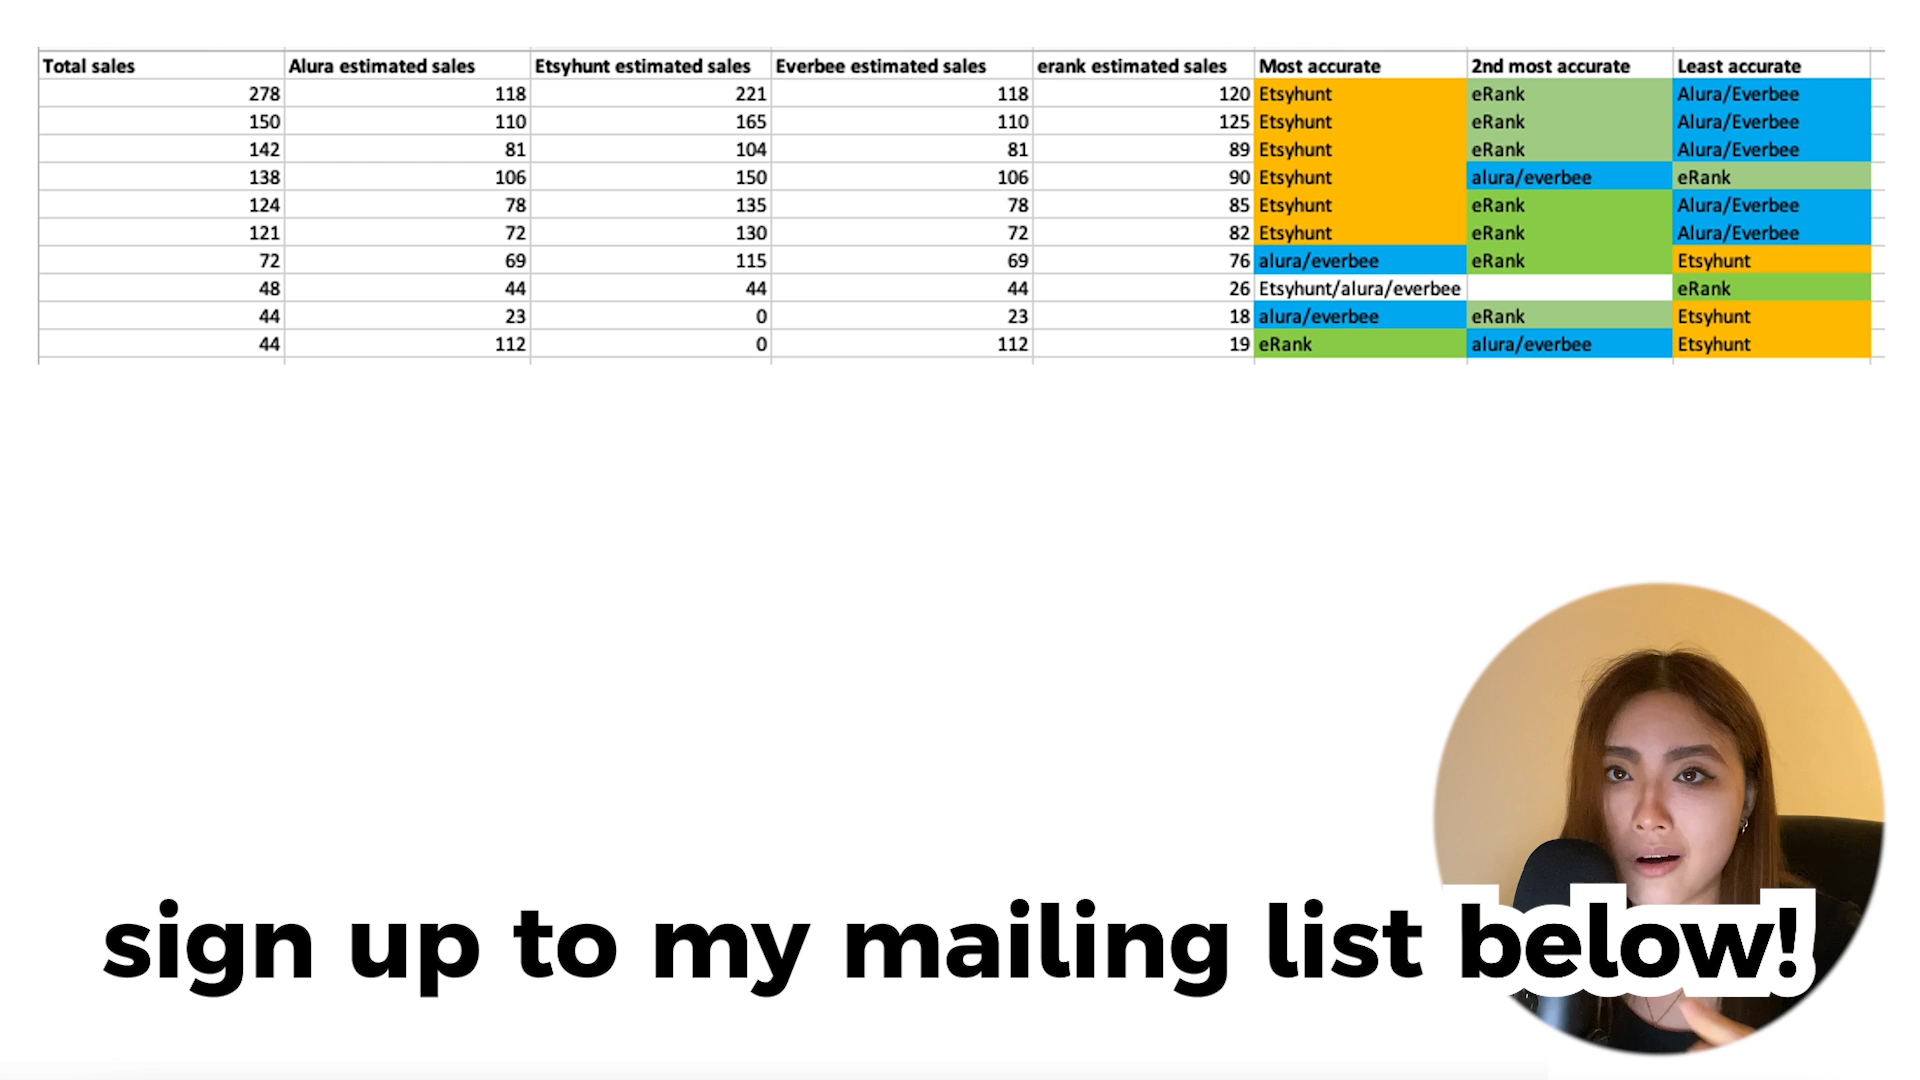 Total sales Alura estimated sales Etsyhunt estimated sales Everbee estimated sales erank estimated sales Most accurate 2nd most accurate Least accurate
278 118 221 118 120 Etsyhunt eRank Alura/Everbee
150 110 165 110 125 Etsyhunt eRank Alura/Everbee
142 81 104 81 89 Etsyhunt eRank Alura/Everbee
138 106 150 106 90 Etsyhunt alura/everbee eRank
124 78 135 78 85 Etsyhunt eRank Alura/Everbee
121 72 130 72 82 Etsyhunt eRank Alura/Everbee
72 69 115 69 76 alura/everbee eRank Etsyhunt
48 44 44 44 26 Etsyhunt/alura/everbee eRank
44 23 0 23 18 alura/everbee eRank Etsyhunt
44 112 0 112 19 eRank alura/everbee Etsyhunt
sign up to my mailing list below!